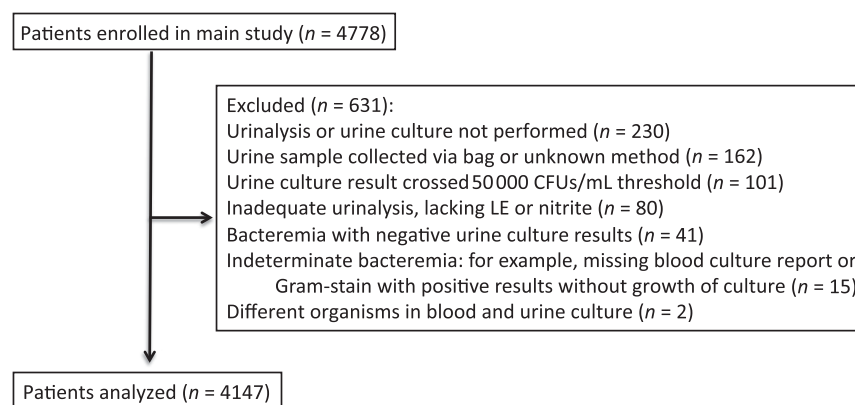 Patients enrolled in main study (n = 4778)
Excluded (n = 631):
Urinalysis or urine culture not performed (n = 230)
Urine sample collected via bag or unknown method (n = 162)
Urine culture result crossed 50 000 CFUs/mL threshold (n = 101)
Inadequate urinalysis, lacking LE or nitrite (n = 80)
Bacteremia with negative urine culture results (n = 41)
Indeterminate bacteremia: for example, missing blood culture report or
Gram-stain with positive results without growth of culture (n = 15)
Different organisms in blood and urine culture (n = 2)
Patients analyzed (n = 4147)